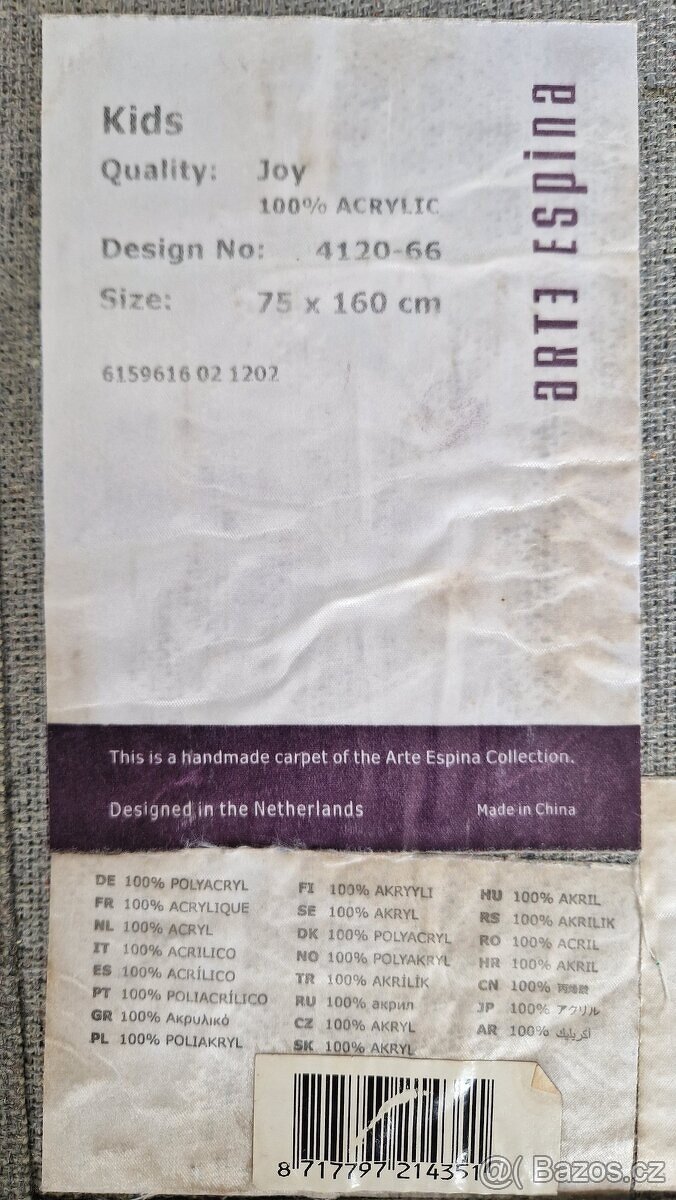 Kids
Quality: Joy
100% ACRYLIC
Design No: 4120-66
Size: 75 x 160 cm
6159616 02 1202
ARTE ESPINA
This is a handmade carpet of the Arte Espina Collection.
Designed in the Netherlands
Made in China
DE 100% POLYACRYL
FR 100% ACRYLIQUE
NL 100% ACRYL
IT 100% ACRILICO
ES 100% ACRÍLICO
PT 100% POLIACRÍLICO
GR 100% Ακρυλικό
PL 100% POLIAKRYL
FI 100% AKRYYLI
SE 100% AKRYL
DK 100% POLYACRYL
NO 100% POLYAKRYL
TR 100% AKRİLİK
RU 100% акрил
CZ 100% AKRYL
SK 100% AKRYL
HU 100% AKRIL
RS 100% AKRILIK
RO 100% ACRIL
HR 100% AKRIL
CN 100%
JP 100% アクリル
AR 100% أكريليك
8 717797 214351
@( Bazos.cz